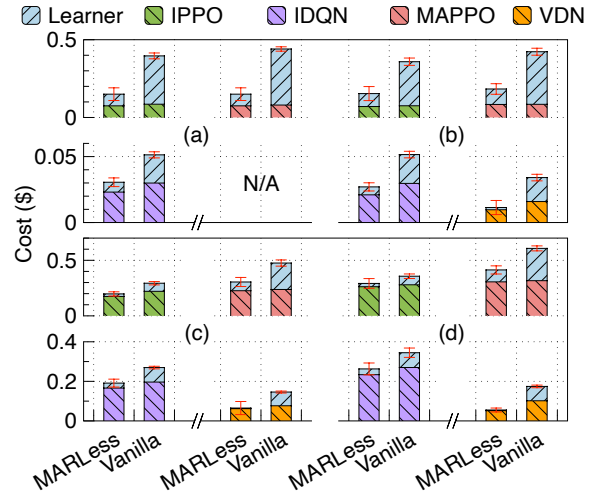 Learner IPPO IDQN MAPPO VDN
0.5
0
(a) (b)
0.05
0
N/A
Cost ($)
0.5
0
(c) (d)
0.4
0.2
0
MARLess Vanilla MARLess Vanilla MARLess Vanilla MARLess Vanilla